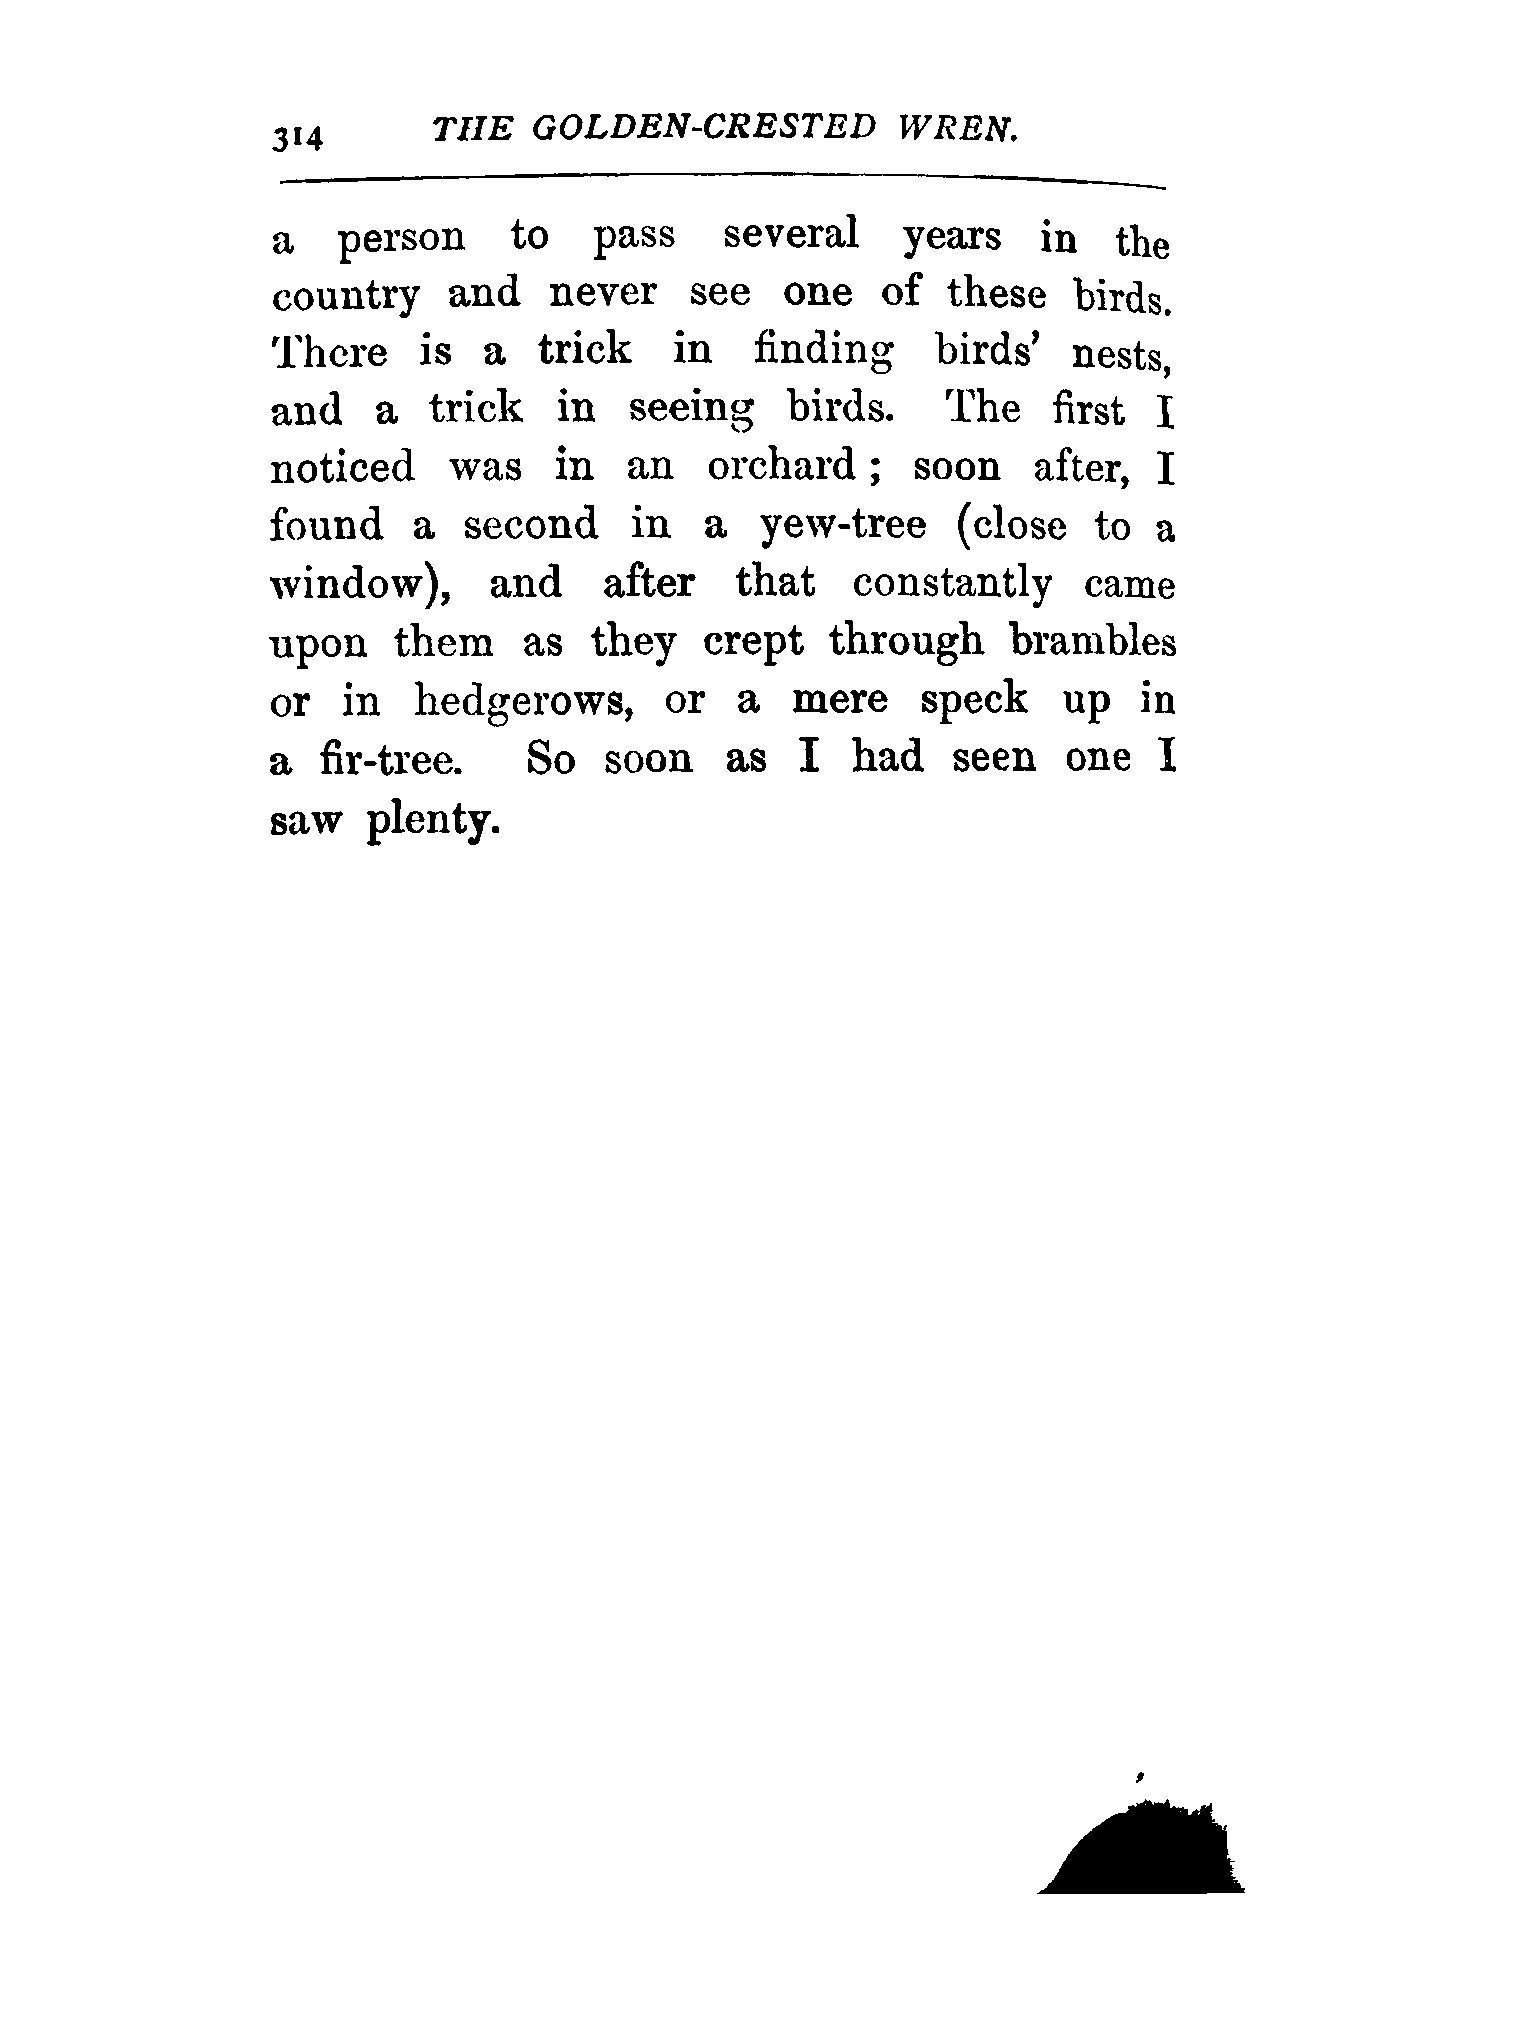 314 THE GOLDEN-CRESTED WREN.
a person to pass several years in the
country and never see one of these birds.
There is a trick in finding birds' nests,
and a trick in seeing birds. The first I
noticed was in an orchard; soon after, I
found a second in a yew-tree (close to a
window), and after that constantly came
upon them as they crept through brambles
or in hedgerows, or a mere speck up in
a fir-tree. So soon as I had seen one I
saw plenty.